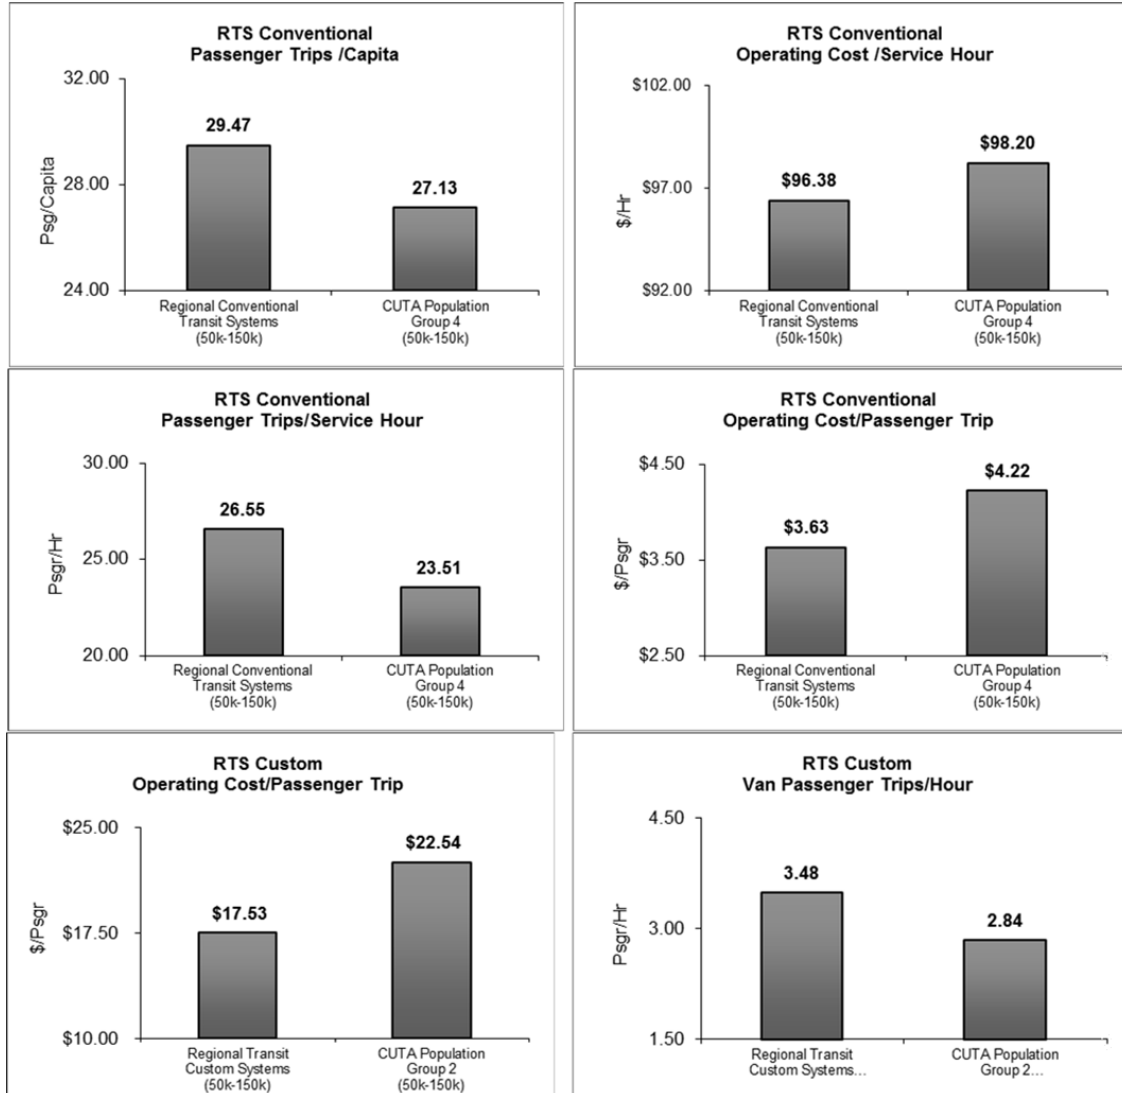 RTS Conventional
Passenger Trips /Capita
32.00
28.00
24.00
Psg/Capita
29.47
27.13
Regional Conventional
Transit Systems
(50k-150k)
CUTA Population
Group 4
(50k-150k)
RTS Conventional
Operating Cost /Service Hour
$102.00
$97.00
$92.00
$/Hr
$96.38
$98.20
Regional Conventional
Transit Systems
(50k-150k)
CUTA Population
Group 4
(50k-150k)
RTS Conventional
Passenger Trips/Service Hour
30.00
25.00
20.00
Psgr/Hr
26.55
23.51
Regional Conventional
Transit Systems
(50k-150k)
CUTA Population
Group 4
(50k-150k)
RTS Conventional
Operating Cost/Passenger Trip
$4.50
$3.50
$2.50
$/Psgr
$3.63
$4.22
Regional Conventional
Transit Systems
(50k-150k)
CUTA Population
Group 4
(50k-150k)
RTS Custom
Operating Cost/Passenger Trip
$25.00
$17.50
$10.00
$/Psgr
$17.53
$22.54
Regional Transit
Custom Systems
(50k-150k)
CUTA Population
Group 2
(50k-150k)
RTS Custom
Van Passenger Trips/Hour
4.50
3.00
1.50
Psgr/Hr
3.48
2.84
Regional Transit
Custom Systems...
CUTA Population
Group 2...